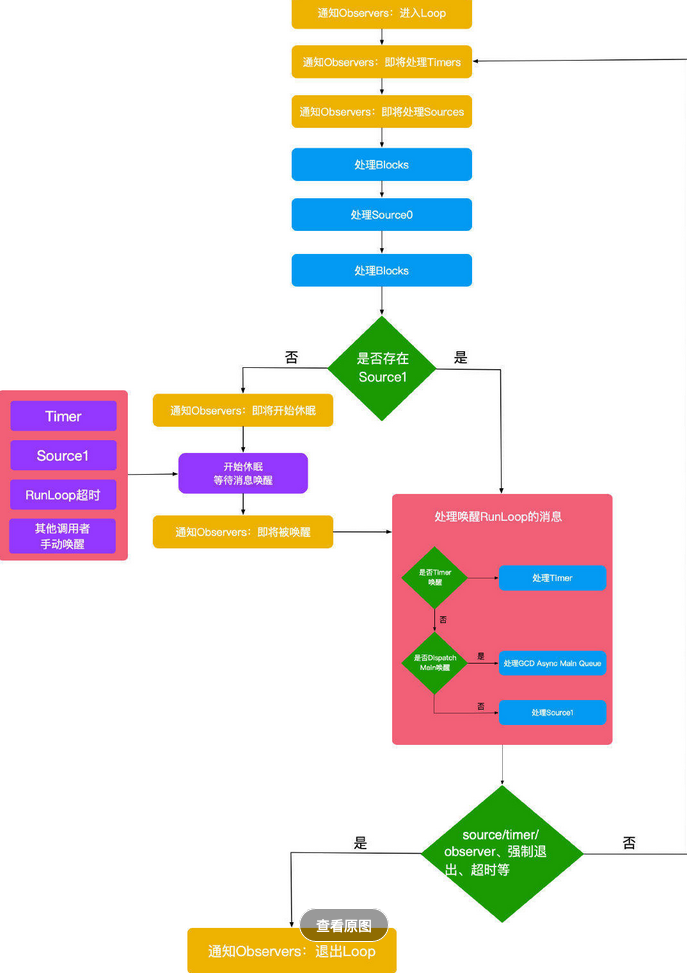 通知Observers：进入Loop
通知Observers：即将处理Timers
通知Observers：即将处理Sources
处理Blocks
处理Source0
处理Blocks
是否存在
Source1
否
是
通知Observers：即将开始休眠
Timer
Source1
RunLoop超时
其他调用者
手动唤醒
开始休眠
等待消息唤醒
通知Observers：即将被唤醒
处理唤醒RunLoop的消息
是否Timer
唤醒
处理Timer
否
是否Dispatch
Main唤醒
是
处理GCD Async Main Queue
否
处理Source1
source/timer/
observer、强制退
出、超时等
是
否
查看原图
通知Observers：退出Loop